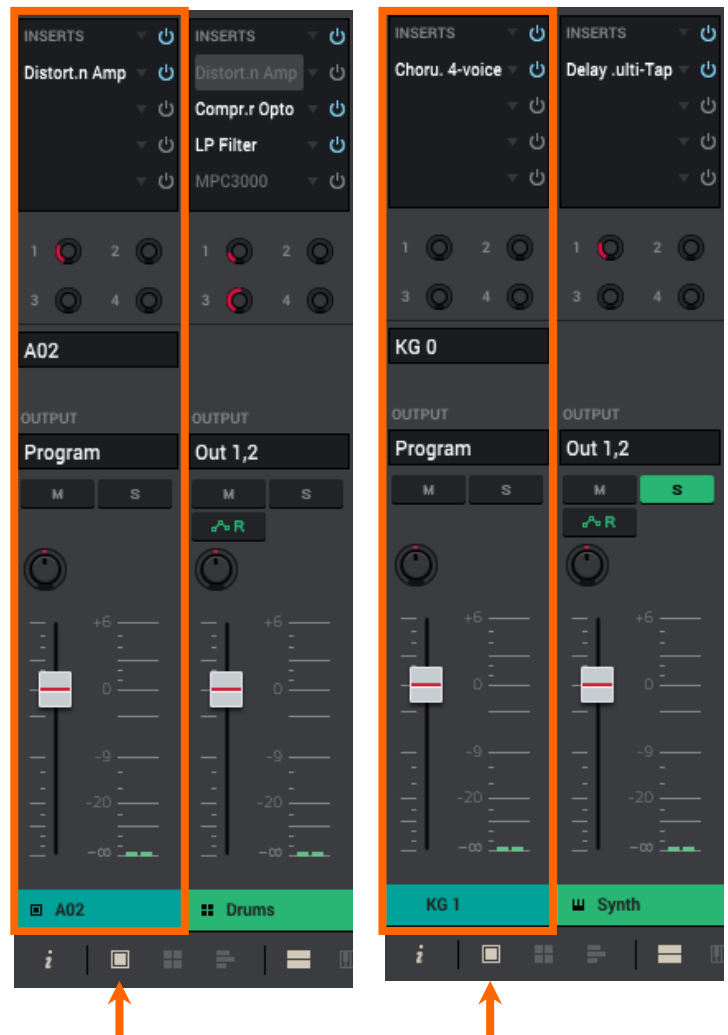 INSERTS
Distort.n Amp
1 2
3 4
A02
OUTPUT
Program
M S
+6
0
-9
-20
-∞
A02
i
INSERTS
Distort.n Amp
Compr.r Opto
LP Filter
MPC3000
1 2
3 4
OUTPUT
Out 1,2
M S
R
+6
0
-9
-20
-∞
Drums
INSERTS
Choru. 4-voice
1 2
3 4
KG 0
OUTPUT
Program
M S
+6
0
-9
-20
-∞
KG 1
i
INSERTS
Delay .ulti-Tap
1 2
3 4
OUTPUT
Out 1,2
M S
R
+6
0
-9
-20
-∞
Synth